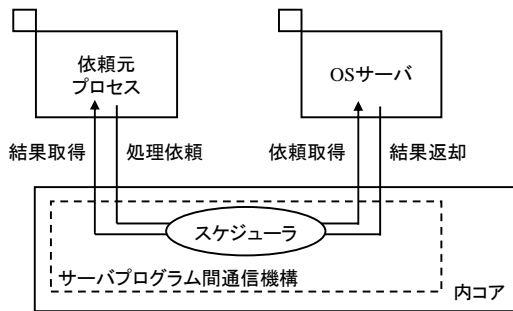 依頼元
プロセス
OSサーバ
結果取得
処理依頼
依頼取得
結果返却
スケジューラ
サーバプログラム間通信機構
内コア